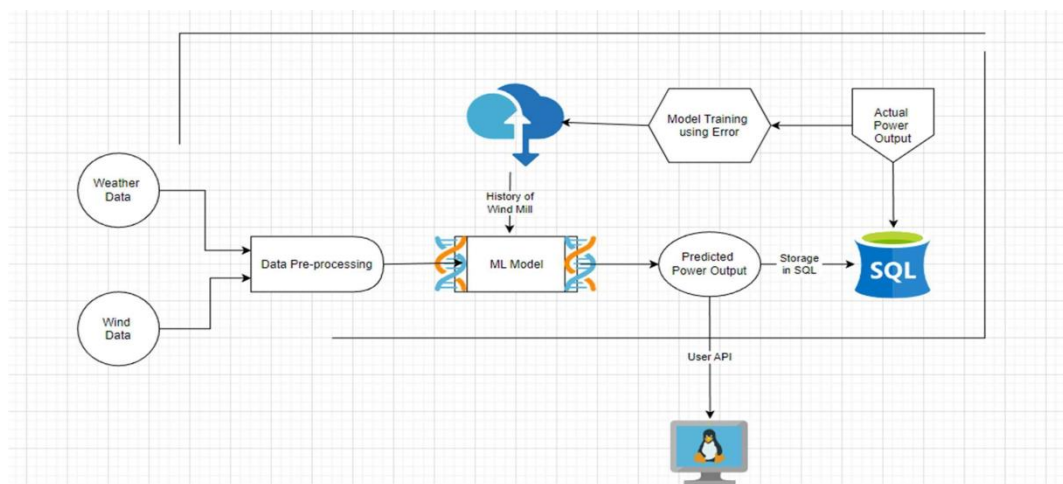 Model Training
using Error
Actual
Power
Output
Weather
Data
History of
Wind Mill
Data Pre-processing
ML Model
Predicted
Power Output
Storage
in SQL
SQL
Wind
Data
User API